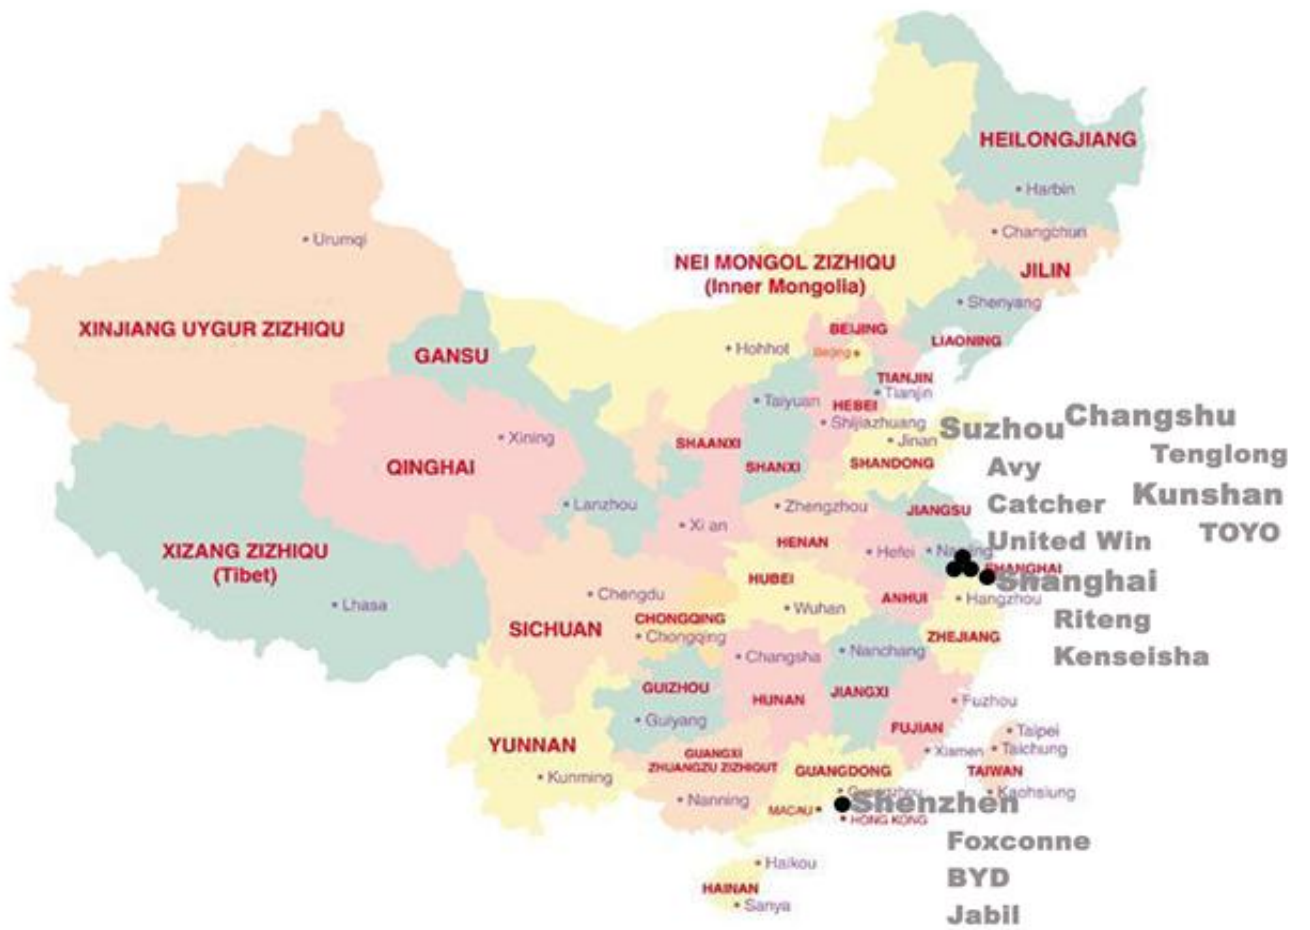 HEILONGJIANG
Harbin
Changchun
JILIN
Urumqi
NEI MONGOL ZIZHIQU
(Inner Mongolia)
Shenyang
XINJIANG UYGUR ZIZHIQU
BEIJING
LIAONING
GANSU
Hohhot
Beijing
TIANJIN
Tianjin
Taiyuan
HEBEI
Shijiazhuang
Suzhou
Changshu
Xining
SHAANXI
Jinan
Tenglong
QINGHAI
SHANXI
SHANDONG
Avy
Kunshan
Lanzhou
Zhengzhou
JIANGSU
Catcher
TOYO
Xi an
HENAN
Hefei
Nanjing
United Win
XIZANG ZIZHIQU
(Tibet)
SHANGHAI
Shanghai
HUBEI
Lhasa
Chengdu
Wuhan
ANHUI
Hangzhou
Riteng
SICHUAN
CHONGQING
Chongqing
ZHEJIANG
Kenseisha
Changsha
Nanchang
GUIZHOU
HUNAN
JIANGXI
Fuzhou
Guiyang
FUJIAN
Taipei
YUNNAN
GUANGXI
ZHUANGZU ZIZHIQUT
Xiamen
Taichung
Kunming
GUANGDONG
TAIWAN
Guangzhou
Kaohsiung
Nanning
MACAU
Shenzhen
HONG KONG
Foxconne
Haikou
BYD
HAINAN
Sanya
Jabil